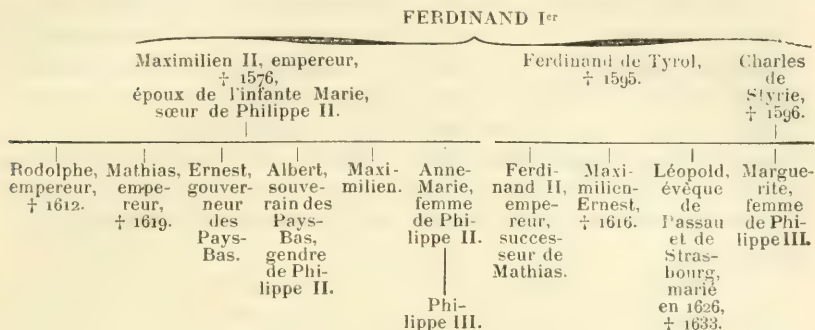 FERDINAND Ier
Maximilien II, empereur,
† 1576,
époux de l'infante Marie,
sœur de Philippe II.
Ferdinand de Tyrol,
† 1595.
Charles
de
Styrie,
† 1596.
Rodolphe,
empereur,
† 1612.
Mathias,
empe-
reur,
† 1619.
Ernest,
gouver-
neur
des
Pays-
Bas.
Albert,
souve-
rain des
Pays-
Bas,
gendre
de Phi-
lippe II.
Maxi-
milien.
Anne-
Marie,
femme
de Phi-
lippe II.
Phi-
lippe III.
Ferdi-
nand II,
empe-
reur,
succes-
seur de
Mathias.
Maxi-
milien-
Ernest,
† 1616.
Léopold,
évêque
de
Passau
et de
Stras-
bourg,
marié
en 1626,
† 1633.
Margue-
rite,
femme
de Phi-
lippe III.